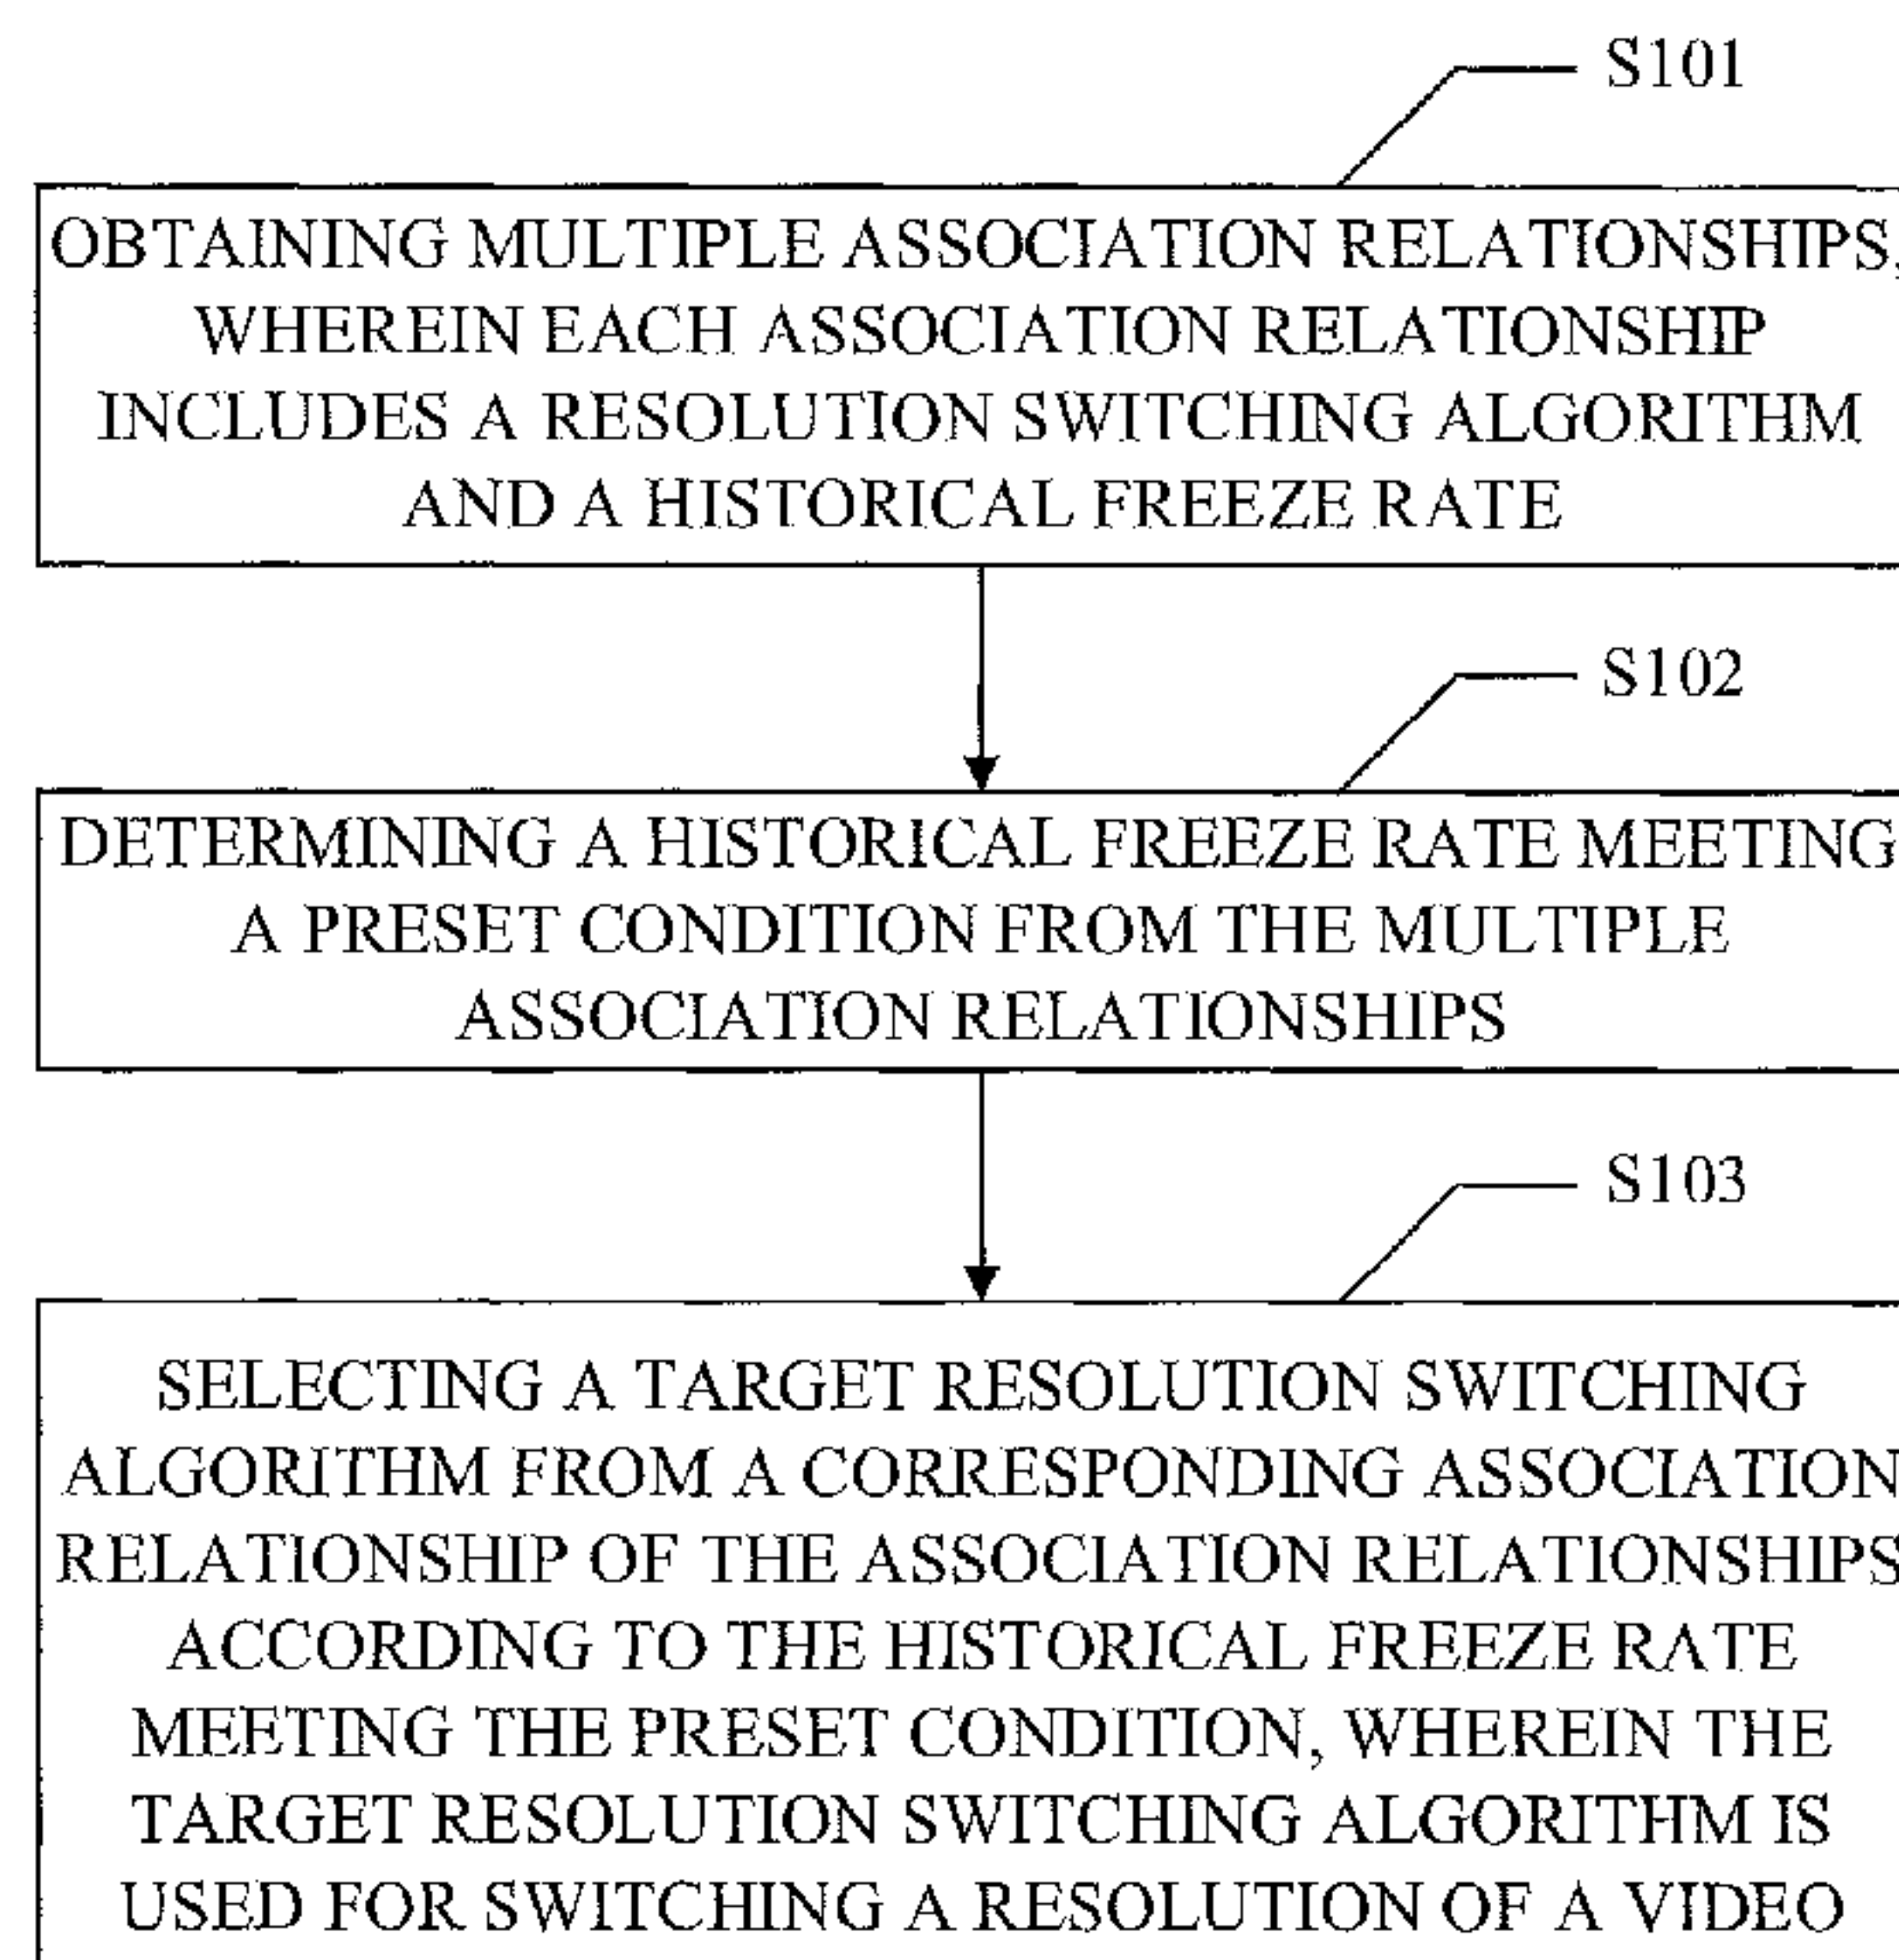 S101
OBTAINING MULTIPLE ASSOCIATION RELATIONSHIPS,
WHEREIN EACH ASSOCIATION RELATIONSHIP
INCLUDES A RESOLUTION SWITCHING ALGORITHM
AND A HISTORICAL FREEZE RATE
S102
DETERMINING A HISTORICAL FREEZE RATE MEETING
A PRESET CONDITION FROM THE MULTIPLE
ASSOCIATION RELATIONSHIPS
S103
SELECTING A TARGET RESOLUTION SWITCHING
ALGORITHM FROM A CORRESPONDING ASSOCIATION
RELATIONSHIP OF THE ASSOCIATION RELATIONSHIPS
ACCORDING TO THE HISTORICAL FREEZE RATE
MEETING THE PRESET CONDITION, WHEREIN THE
TARGET RESOLUTION SWITCHING ALGORITHM IS
USED FOR SWITCHING A RESOLUTION OF A VIDEO